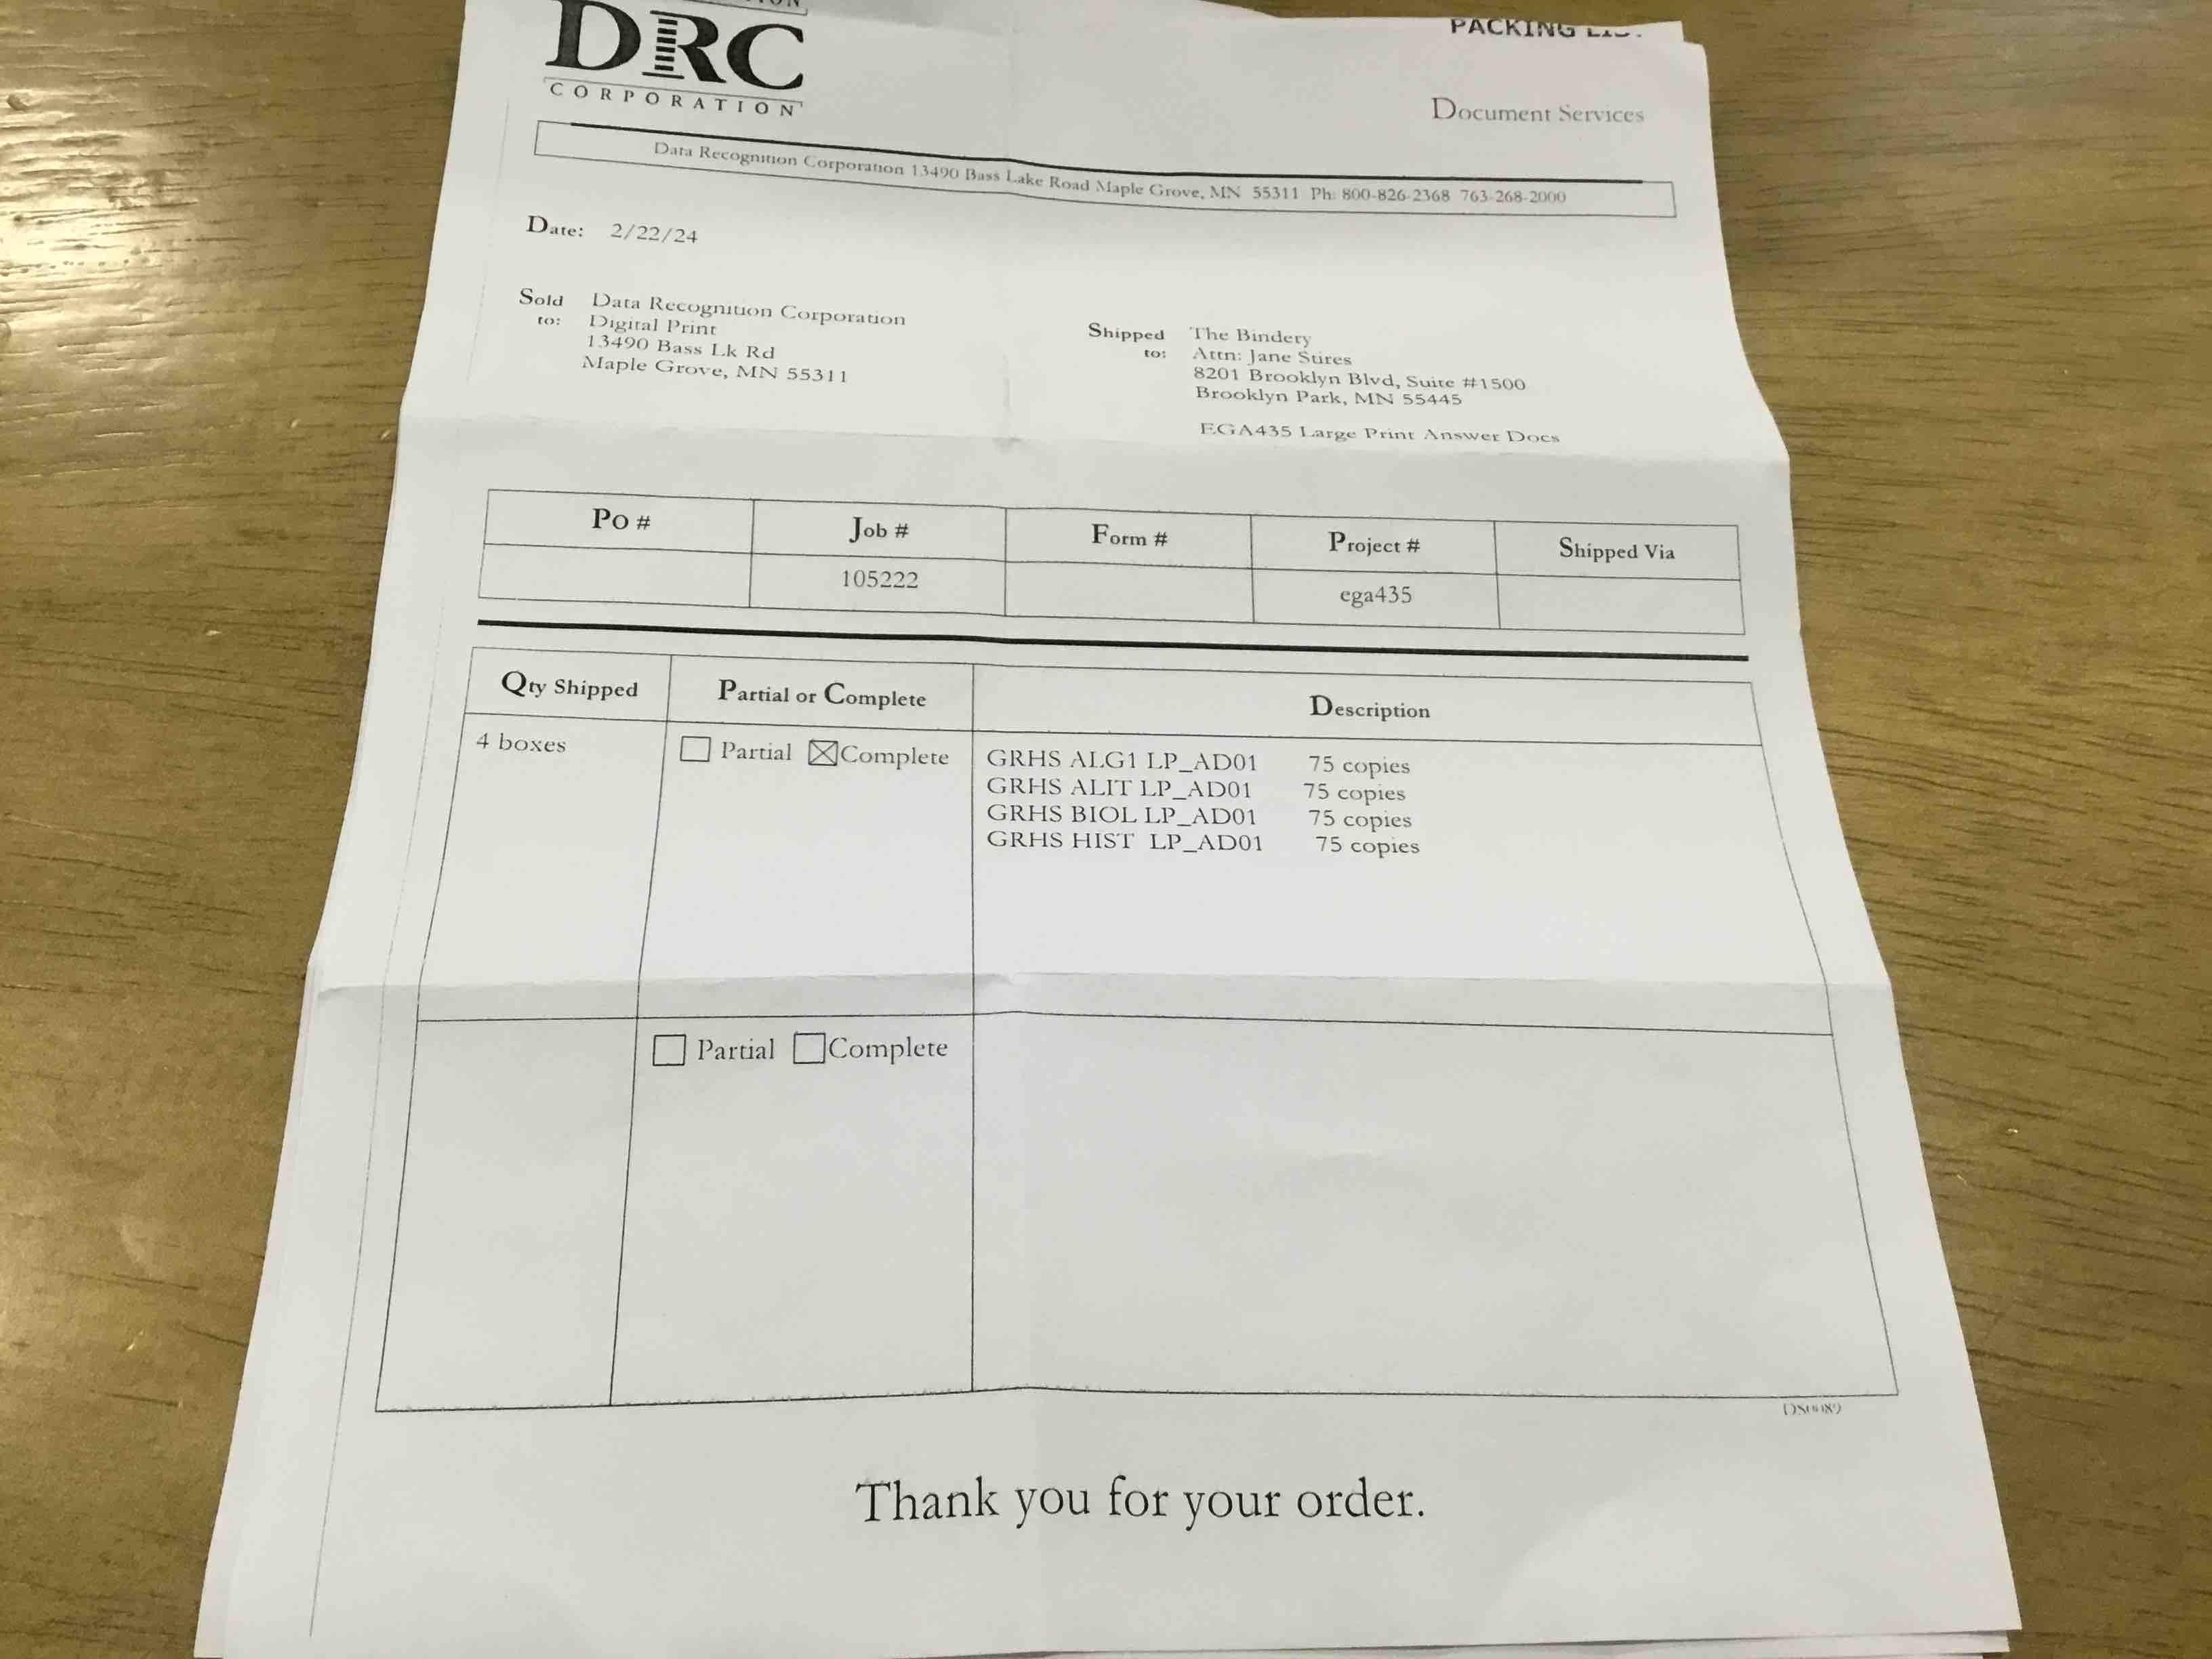 DRC
PACKING
CORPORATION
Document Services
Data Recognition Corporation 13490 Bass Lake Road Maple Grove, MN 55311 Ph: 800-826-2368 763-268-2000
Date: 2/22/24
Sold to: Data Recognition Corporation
Digital Print
13490 Bass Lk Rd
Maple Grove, MN 55311
Shipped to: The Bindery
Attn: Jane Stires
8201 Brooklyn Blvd, Suite #1500
Brooklyn Park, MN 55445
EGA435 Large Print Answer Docs
Po # Job # Form # Project # Shipped Via
105222 ega435
Qty Shipped Partial or Complete Description
4 boxes Partial Complete GRHS ALG1 LP_AD01 75 copies
GRHS ALIT LP_AD01 75 copies
GRHS BIOL LP_AD01 75 copies
GRHS HIST LP_AD01 75 copies
Partial Complete
Thank you for your order.